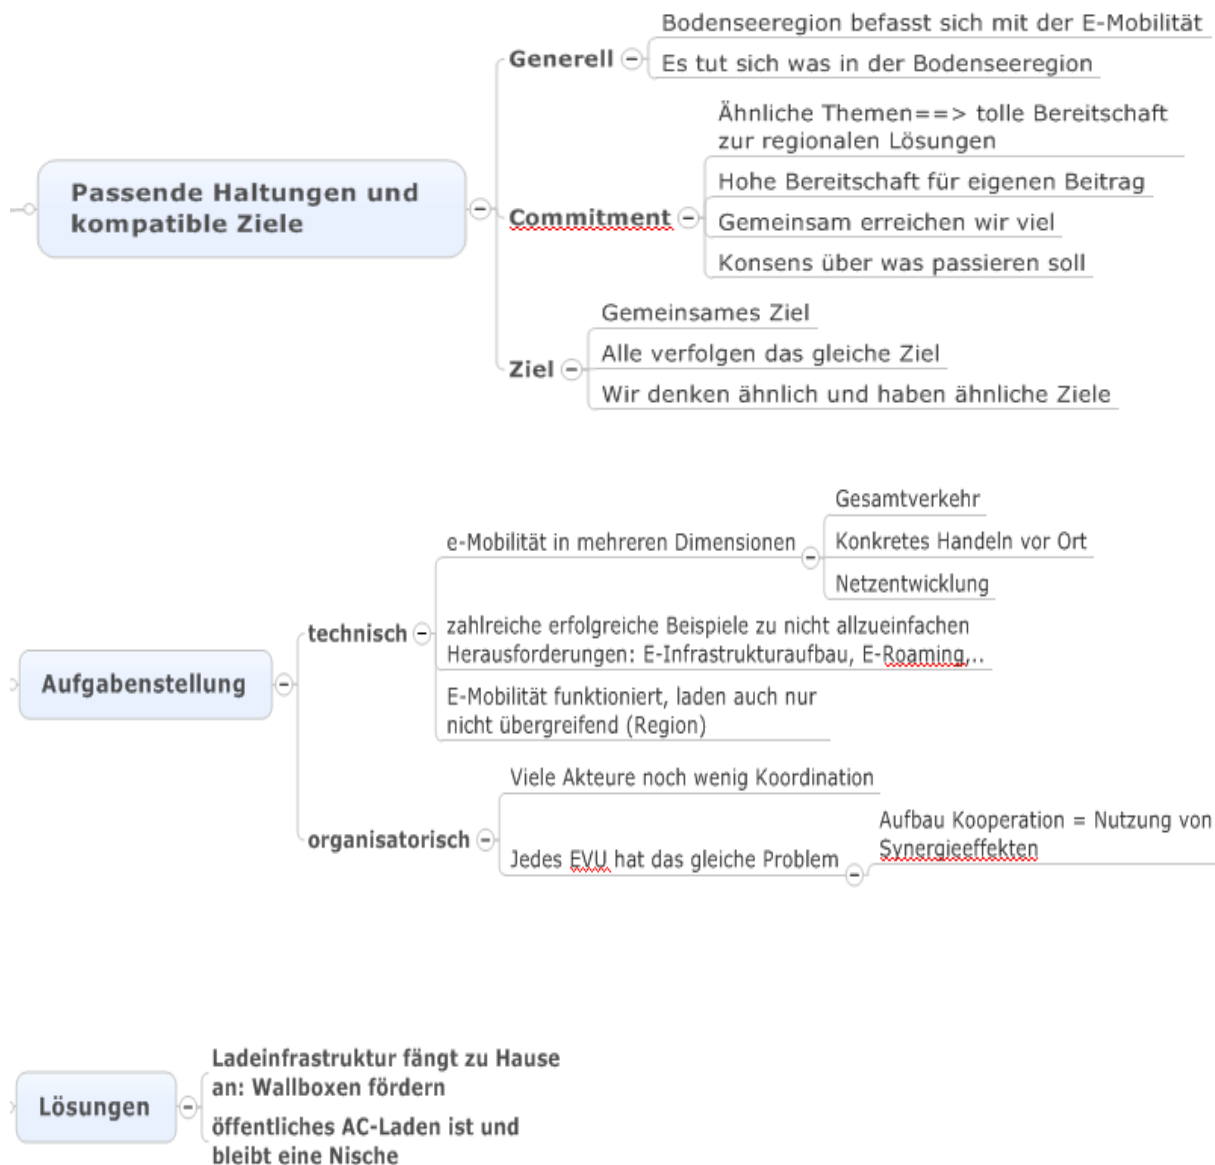 Passende Haltungen und
kompatible Ziele
Generell
Bodenseeregion befasst sich mit der E-Mobilität
Es tut sich was in der Bodenseeregion
Commitment
Ähnliche Themen==> tolle Bereitschaft
zur regionalen Lösungen
Hohe Bereitschaft für eigenen Beitrag
Gemeinsam erreichen wir viel
Konsens über was passieren soll
Ziel
Gemeinsames Ziel
Alle verfolgen das gleiche Ziel
Wir denken ähnlich und haben ähnliche Ziele
Aufgabenstellung
technisch
e-Mobilität in mehreren Dimensionen
Gesamtverkehr
Konkretes Handeln vor Ort
Netzentwicklung
zahlreiche erfolgreiche Beispiele zu nicht allzueinfachen
Herausforderungen: E-Infrastrukturaufbau, E-Roaming,..
E-Mobilität funktioniert, laden auch nur
nicht übergreifend (Region)
organisatorisch
Viele Akteure noch wenig Koordination
Jedes EVU hat das gleiche Problem
Aufbau Kooperation = Nutzung von
Synergieeffekten
Lösungen
Ladeinfrastruktur fängt zu Hause
an: Wallboxen fördern
öffentliches AC-Laden ist und
bleibt eine Nische